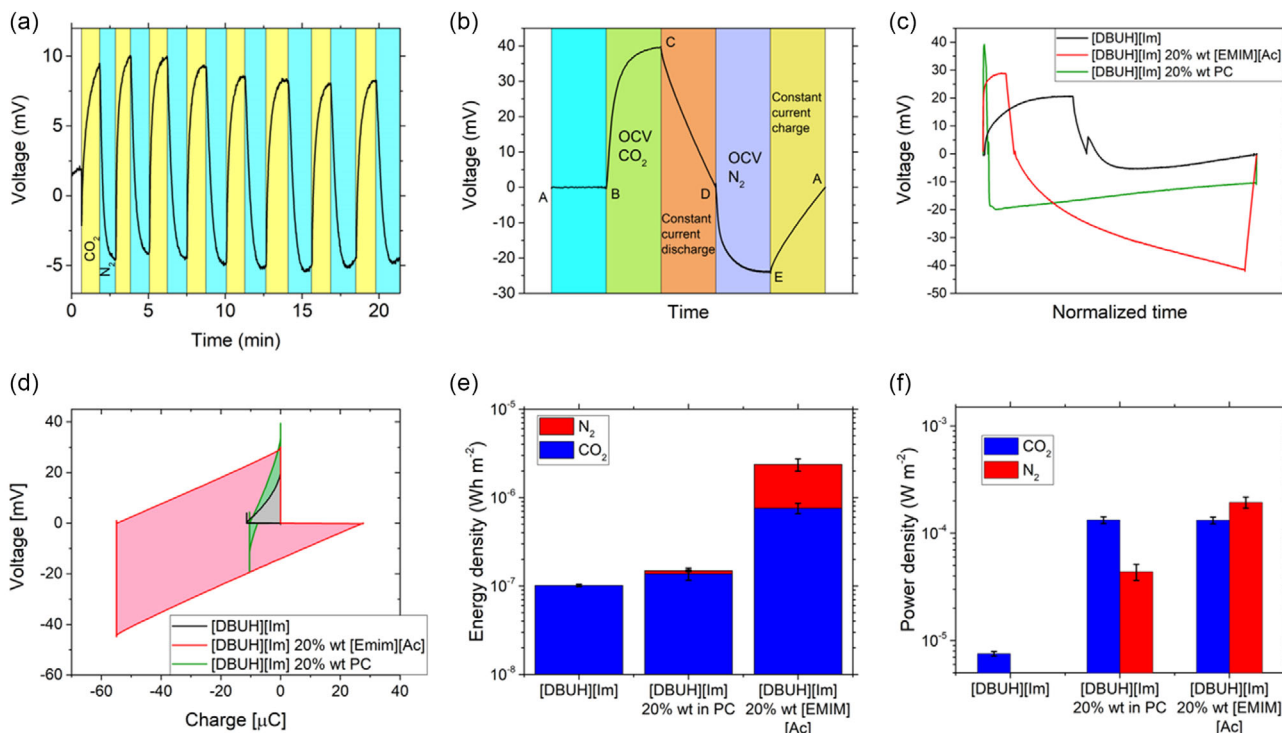 (a)
Voltage (mV)
10
5
0
-5
CO2
N2
0
5
10
15
20
Time (min)
(b)
Voltage (mV)
50
40
30
20
10
0
-10
-20
-30
A
B
C
D
E
A
OCV
CO2
Constant
current
discharge
OCV
N2
Constant
current
charge
Time
(c)
Voltage (mV)
40
30
20
10
0
-10
-20
-30
-40
-50
[DBUH][Im]
[DBUH][Im] 20% wt [EMIM][Ac]
[DBUH][Im] 20% wt PC
Normalized time
(d)
Voltage [mV]
40
20
0
-20
-40
-60
[DBUH][Im]
[DBUH][Im] 20% wt [Emim][Ac]
[DBUH][Im] 20% wt PC
-60
-40
-20
0
20
40
Charge [μC]
(e)
Energy density (Wh m-2)
10-5
10-6
10-7
10-8
N2
CO2
[DBUH][Im]
[DBUH][Im]
20% wt in PC
[DBUH][Im]
20% wt [EMIM]
[Ac]
(f)
Power density (W m-2)
10-3
10-4
10-5
CO2
N2
[DBUH][Im]
[DBUH][Im]
20% wt in PC
[DBUH][Im]
20% wt [EMIM]
[Ac]